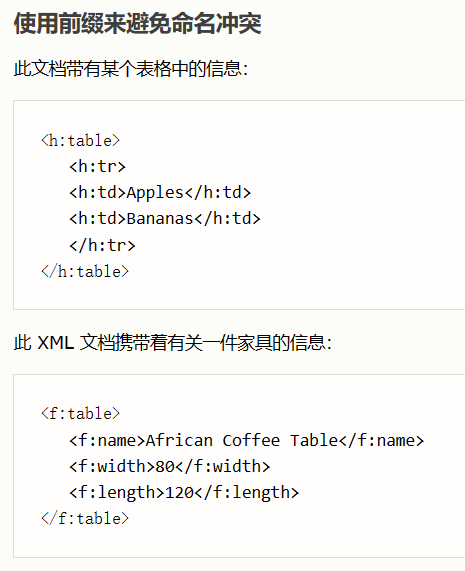 使用前缀来避免命名冲突
此文档带有某个表格中的信息：
<h:table>
<h:tr>
<h:td>Apples</h:td>
<h:td>Bananas</h:td>
</h:tr>
</h:table>
此 XML 文档携带着有关一件家具的信息：
<f:table>
<f:name>African Coffee Table</f:name>
<f:width>80</f:width>
<f:length>120</f:length>
</f:table>